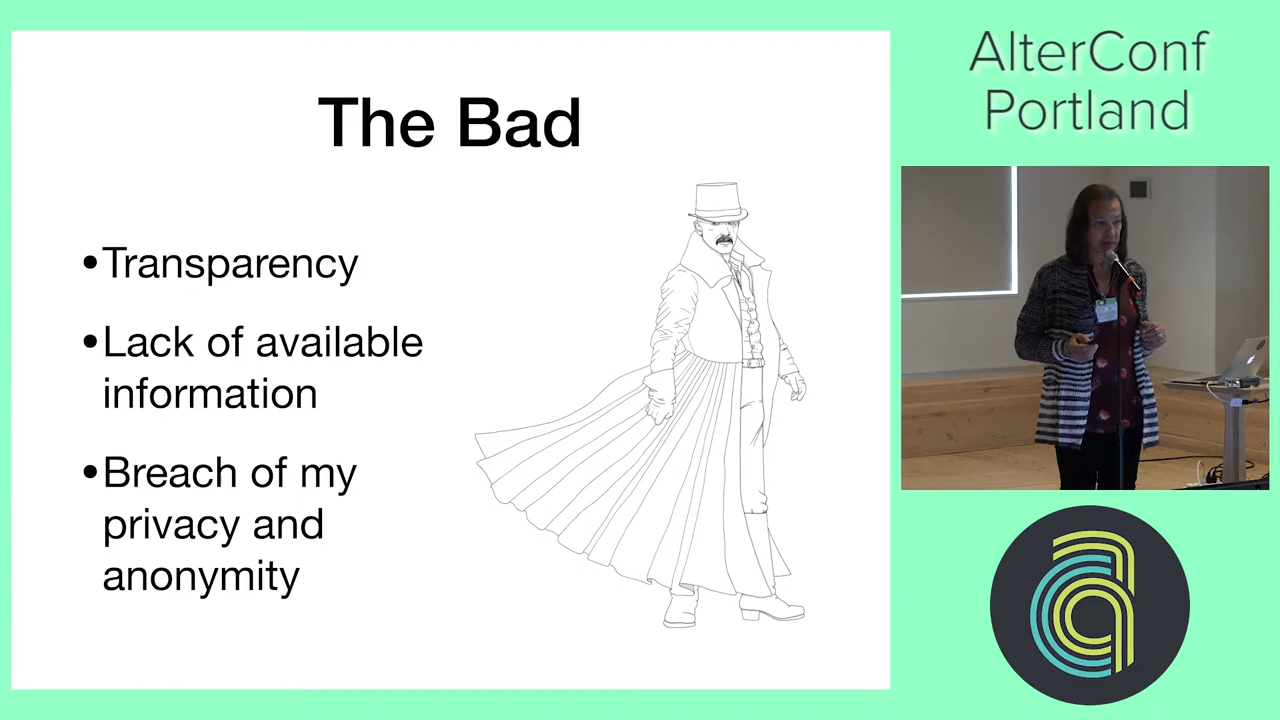 The Bad
•Transparency
•Lack of available
information
•Breach of my
privacy and
anonymity
AlterConf
Portland